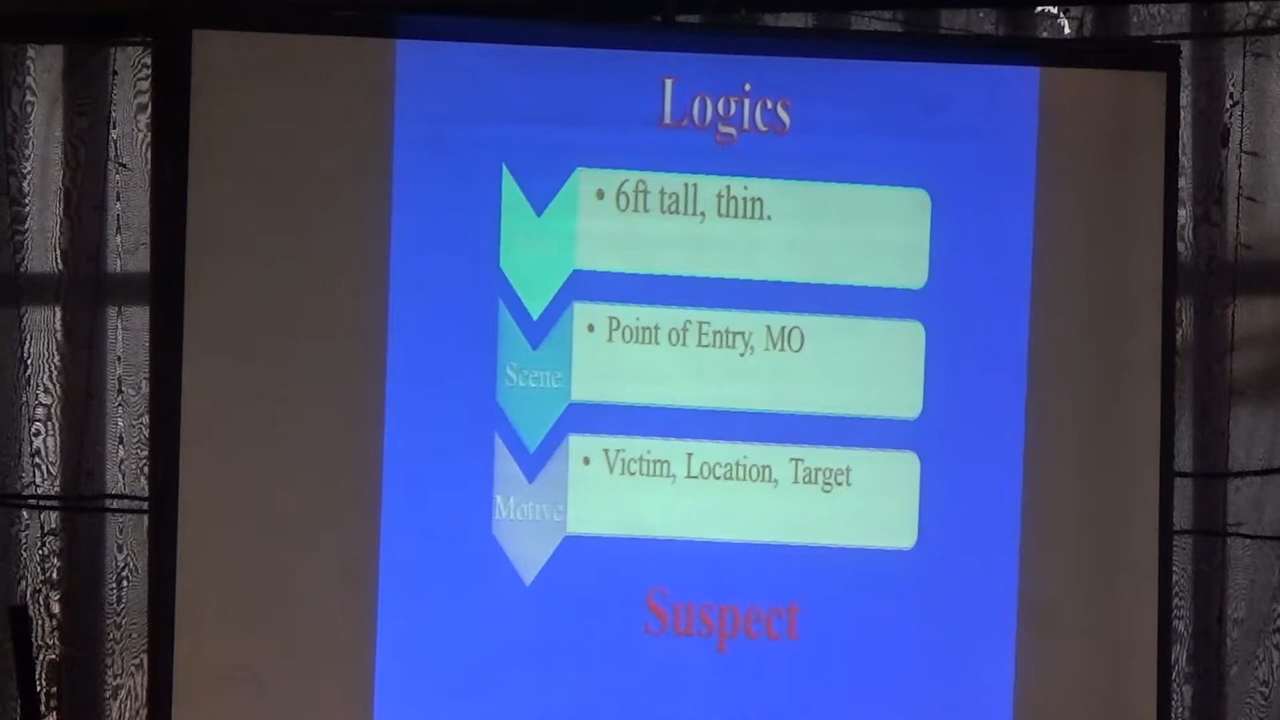 Logics
• 6ft tall, thin.
Scene
• Point of Entry, MO
Motive
• Victim, Location, Target
Suspect